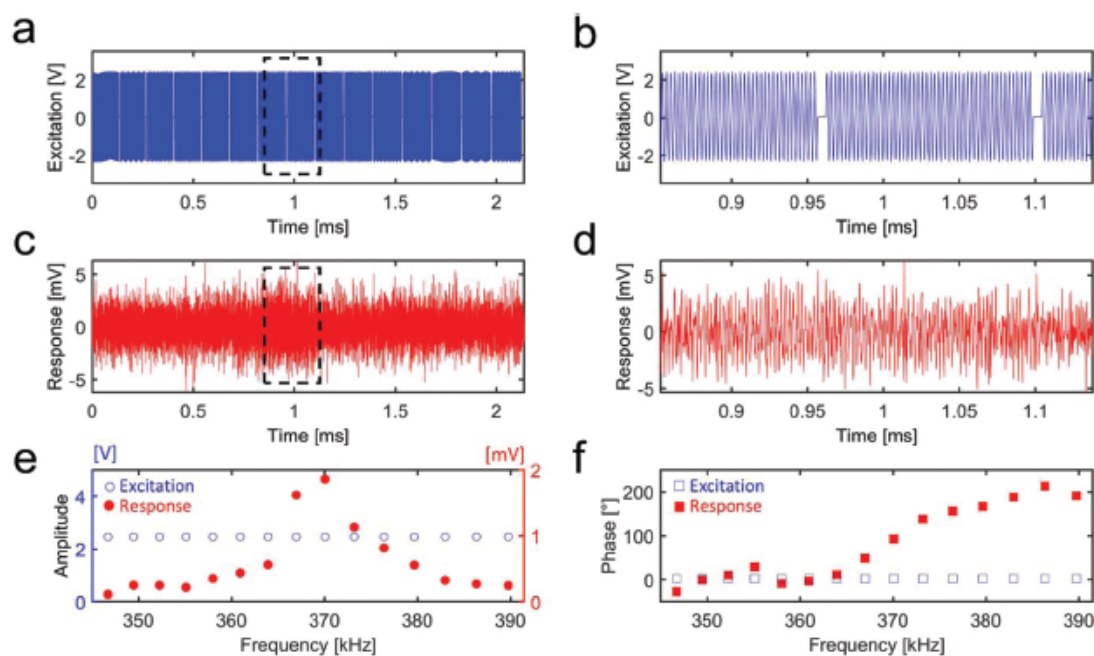 a
Excitation [V]
2
0
-2
0 0.5 1 1.5 2
Time [ms]
b
Excitation [V]
2
0
-2
0.9 0.95 1 1.05 1.1
Time [ms]
c
Response [mV]
5
0
-5
0 0.5 1 1.5 2
Time [ms]
d
Response [mV]
5
0
-5
0.9 0.95 1 1.05 1.1
Time [ms]
e
[V] [mV]
Amplitude
4
2
0
Excitation
Response
2
1
0
350 360 370 380 390
Frequency [kHz]
f
Phase [°]
200
100
0
Excitation
Response
350 360 370 380 390
Frequency [kHz]